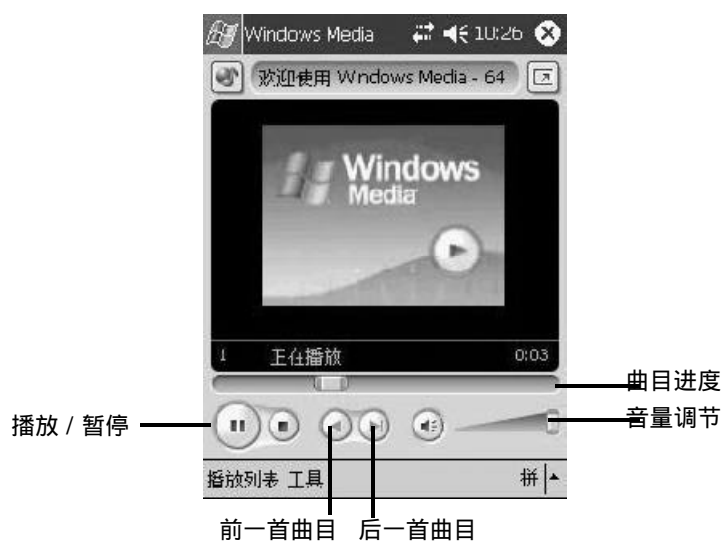 Windows Media 10:26
欢迎使用 Windows Media - 64
Windows
Media
1 正在播放 0:03
曲目进度
播放 / 暂停
音量调节
播放列表 工具 拼
前一首曲目 后一首曲目